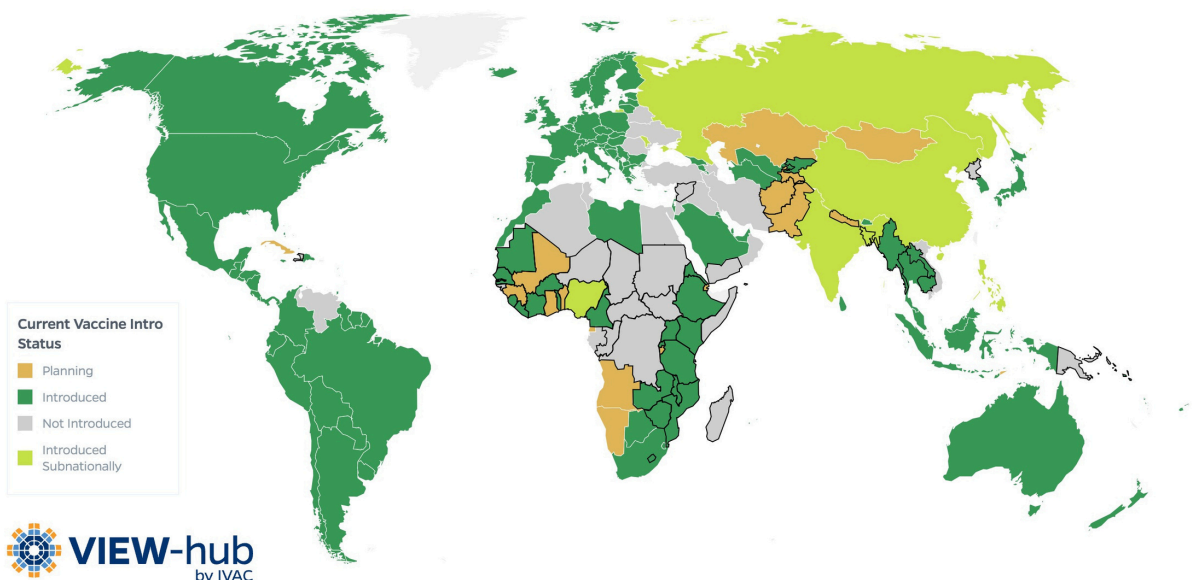 Current Vaccine Intro
Status
Planning
Introduced
Not Introduced
Introduced
Subnationally
VIEW-hub
by IVAC